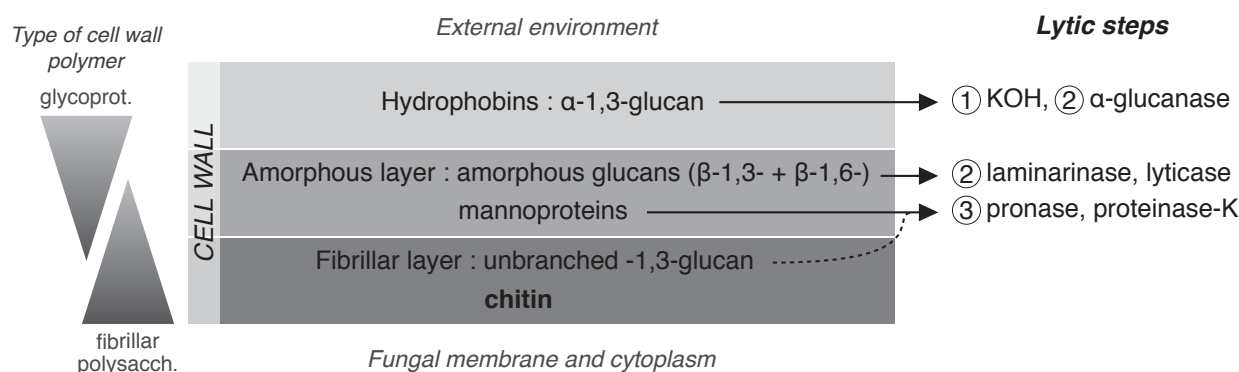 Type of cell wall
polymer
glycoprot.
fibrillar
polysacch.
External environment
CELL WALL
Hydrophobins : α-1,3-glucan
Amorphous layer : amorphous glucans (β-1,3- + β-1,6-)
mannoproteins
Fibrillar layer : unbranched -1,3-glucan
chitin
Fungal membrane and cytoplasm
Lytic steps
① KOH, ② α-glucanase
② laminarinase, lyticase
③ pronase, proteinase-K